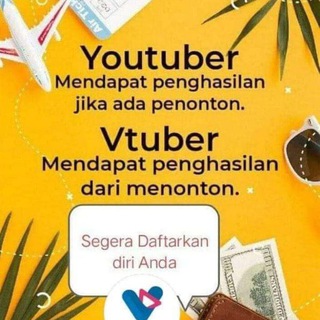 Youtuber
Mendapat penghasilan
jika ada penonton.
Vtuber
Mendapat penghasilan
dari menonton.
Segera Daftarkan
diri Anda